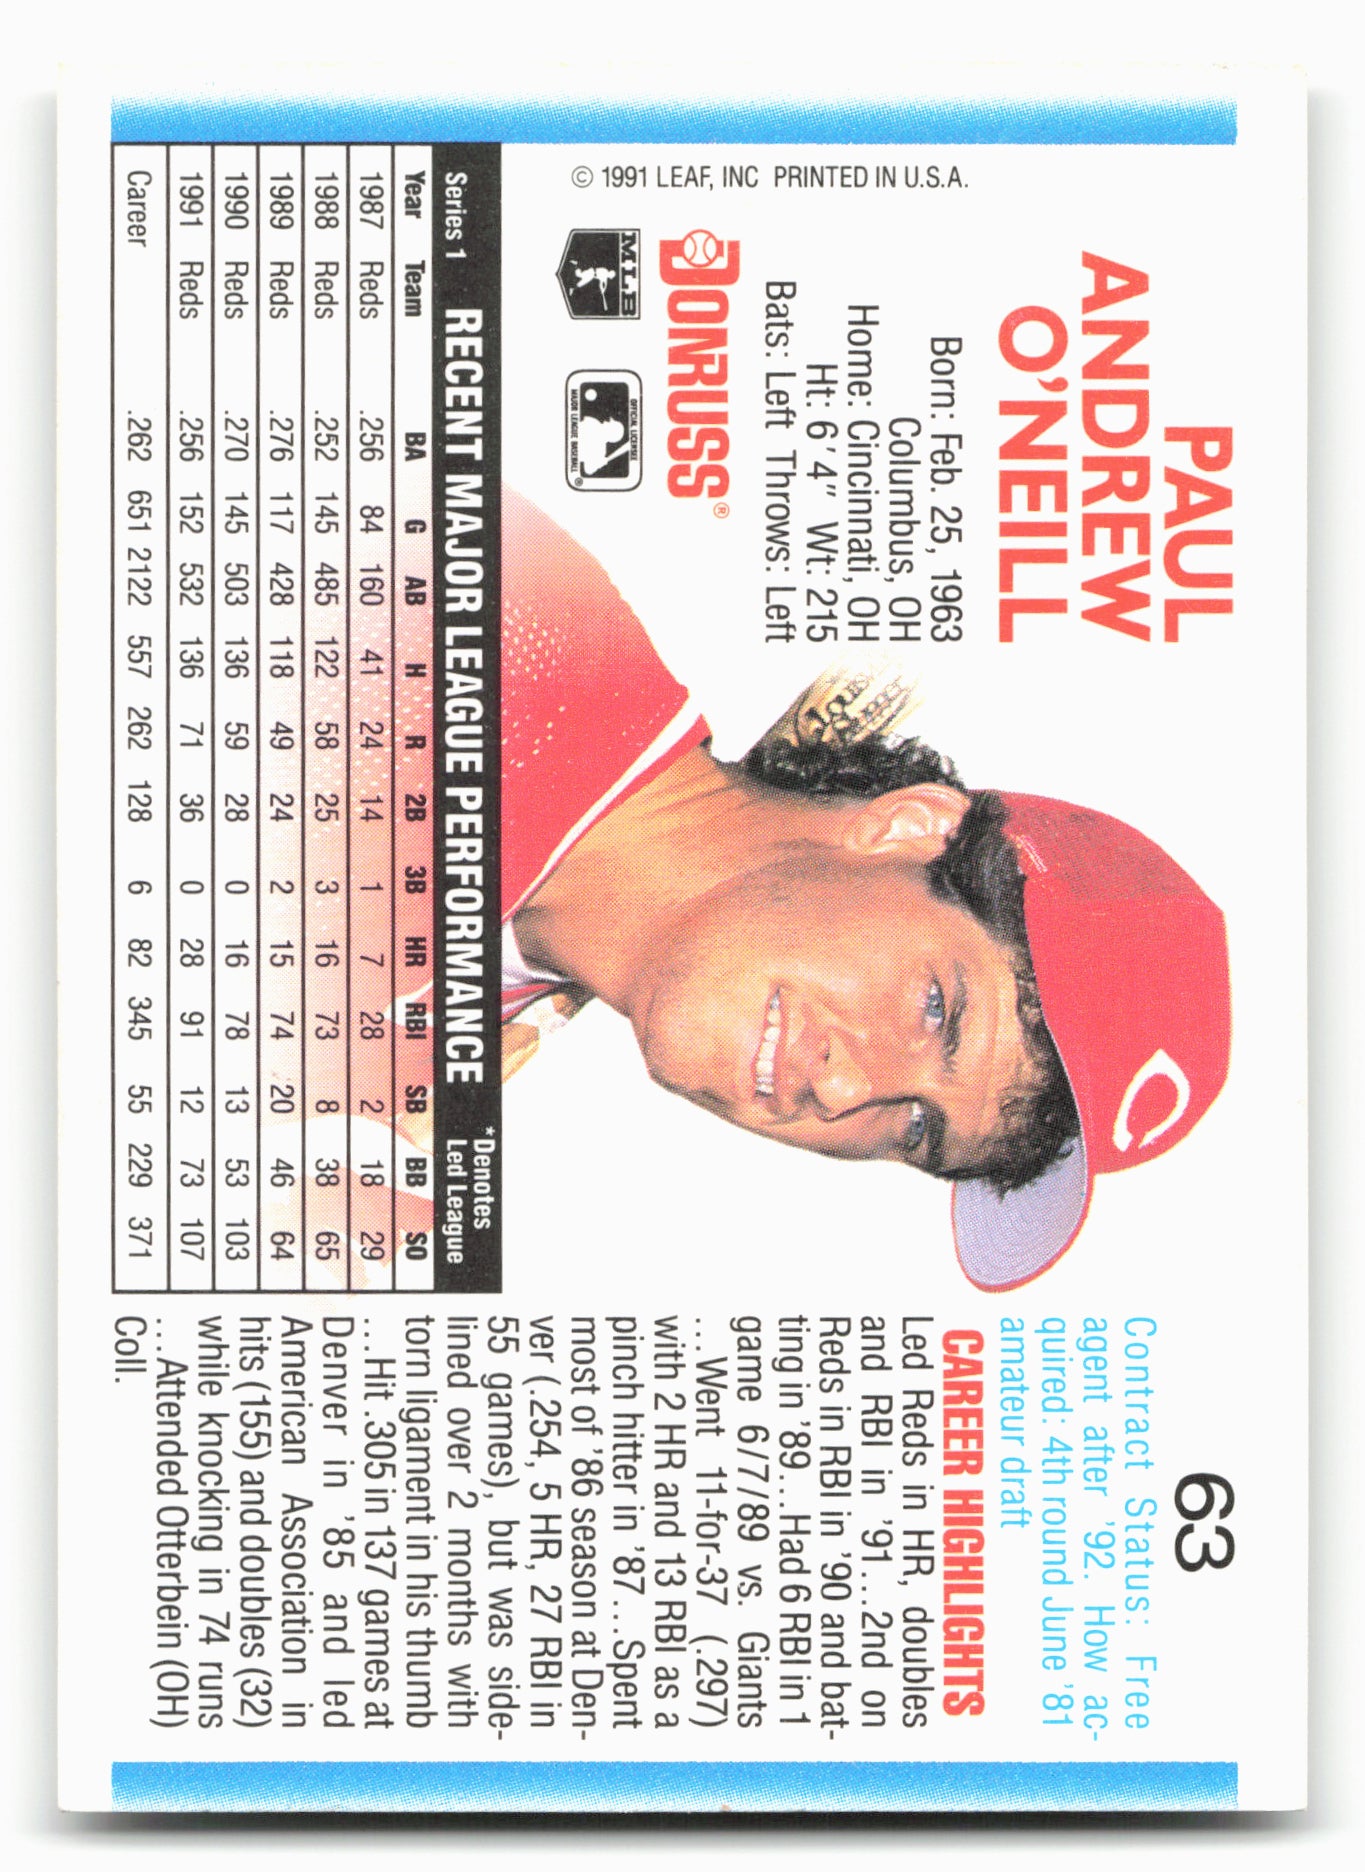 63
PAUL
ANDREW
O'NEILL
Born: Feb. 25, 1963
Columbus, OH
Home: Cincinnati, OH
Ht: 6'4" Wt: 215
Bats: Left Throws: Left
DONRUSS®
MLB
OFFICIAL LICENSEE
MAJOR LEAGUE BASEBALL®
© 1991 LEAF, INC PRINTED IN U.S.A.
C
Louisville
Contract Status: Free
agent after '92. How ac-
quired: 4th round June '81
amateur draft
CAREER HIGHLIGHTS
Led Reds in HR, doubles
and RBI in '91...2nd on
Reds in RBI in '90 and bat-
ting in '89...Had 6 RBI in 1
game 6/7/89 vs. Giants
...Went 11-for-37 (.297)
with 2 HR and 13 RBI as a
pinch hitter in '87...Spent
most of '86 season at Den-
ver (.254, 5 HR, 27 RBI in
55 games), but was side-
lined over 2 months with
torn ligament in his thumb
...Hit .305 in 137 games at
Denver in '85 and led
American Association in
hits (155) and doubles (32)
while knocking in 74 runs
...Attended Otterbein (OH)
Coll.
Series 1 RECENT MAJOR LEAGUE PERFORMANCE *Denotes
Led League
Year Team BA G AB H R 2B 3B HR RBI SB BB SO
1987 Reds .256 84 160 41 24 14 1 7 28 2 18 29
1988 Reds .252 145 485 122 58 25 3 16 73 8 38 65
1989 Reds .276 117 428 118 49 24 2 15 74 20 46 64
1990 Reds .270 145 503 136 59 28 0 16 78 13 53 103
1991 Reds .256 152 532 136 71 36 0 28 91 12 73 107
Career .262 651 2122 557 262 128 6 82 345 55 229 371